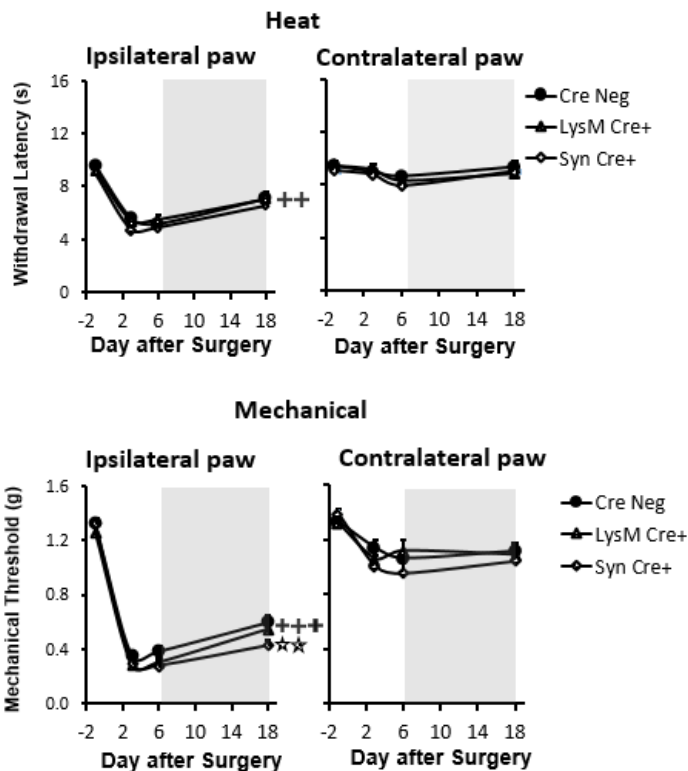 Heat
Ipsilateral paw Contralateral paw
Withdrawal Latency (s)
16
12
8
4
0
++
Cre Neg
LysM Cre+
Syn Cre+
-2 2 6 10 14 18
-2 2 6 10 14 18
Day after Surgery
Day after Surgery
Mechanical
Ipsilateral paw Contralateral paw
Mechanical Threshold (g)
1.6
1.2
0.8
0.4
0.0
+++
☆☆
Cre Neg
LysM Cre+
Syn Cre+
-2 2 6 10 14 18
-2 2 6 10 14 18
Day after Surgery
Day after Surgery